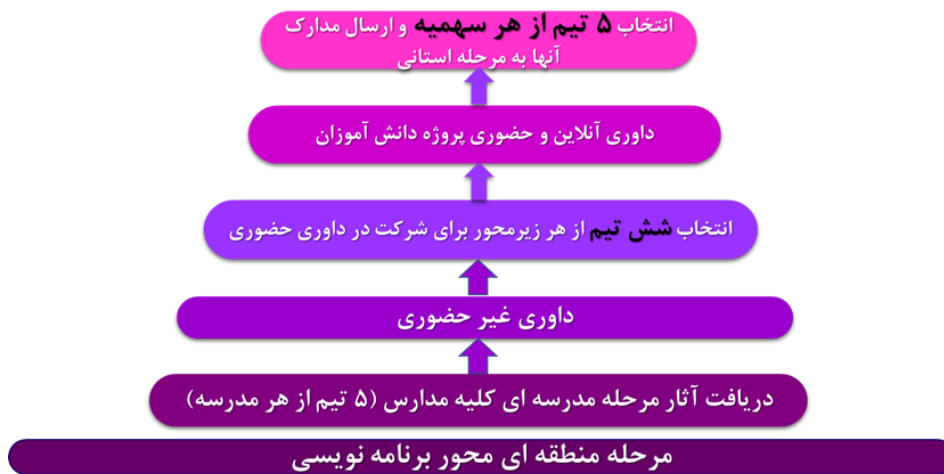 انتخاب ۵ تیم از هر سهمیه و ارسال مدارک
آنها به مرحله استانی
داوری آنلاین و حضوری پروژه دانش آموزان
انتخاب شش تیم از هر زیرمحور برای شرکت در داوری حضوری
داوری غیر حضوری
دریافت آثار مرحله مدرسه ای کلیه مدارس (۵ تیم از هر مدرسه)
مرحله منطقه ای محور برنامه نویسی